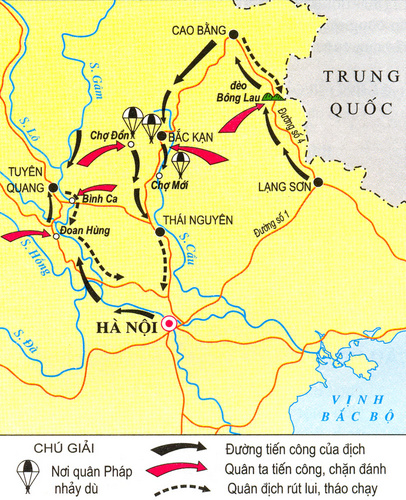 CAO BẰNG
S. Gâm
TRUNG
QUỐC
đèo
Bông Lau
Đường số 4
S. Lô
Chợ Đồn
BẮC KẠN
Chợ Mới
TUYÊN
QUANG
Bình Ca
LẠNG SƠN
Đoan Hùng
THÁI NGUYÊN
Đường số 1
S. Hồng
S. Cầu
S. Đà
HÀ NỘI
VỊNH
BẮC BỘ
CHÚ GIẢI
Nơi quân Pháp
nhảy dù
Đường tiến công của địch
Quân ta tiến công, chặn đánh
Quân địch rút lui, tháo chạy